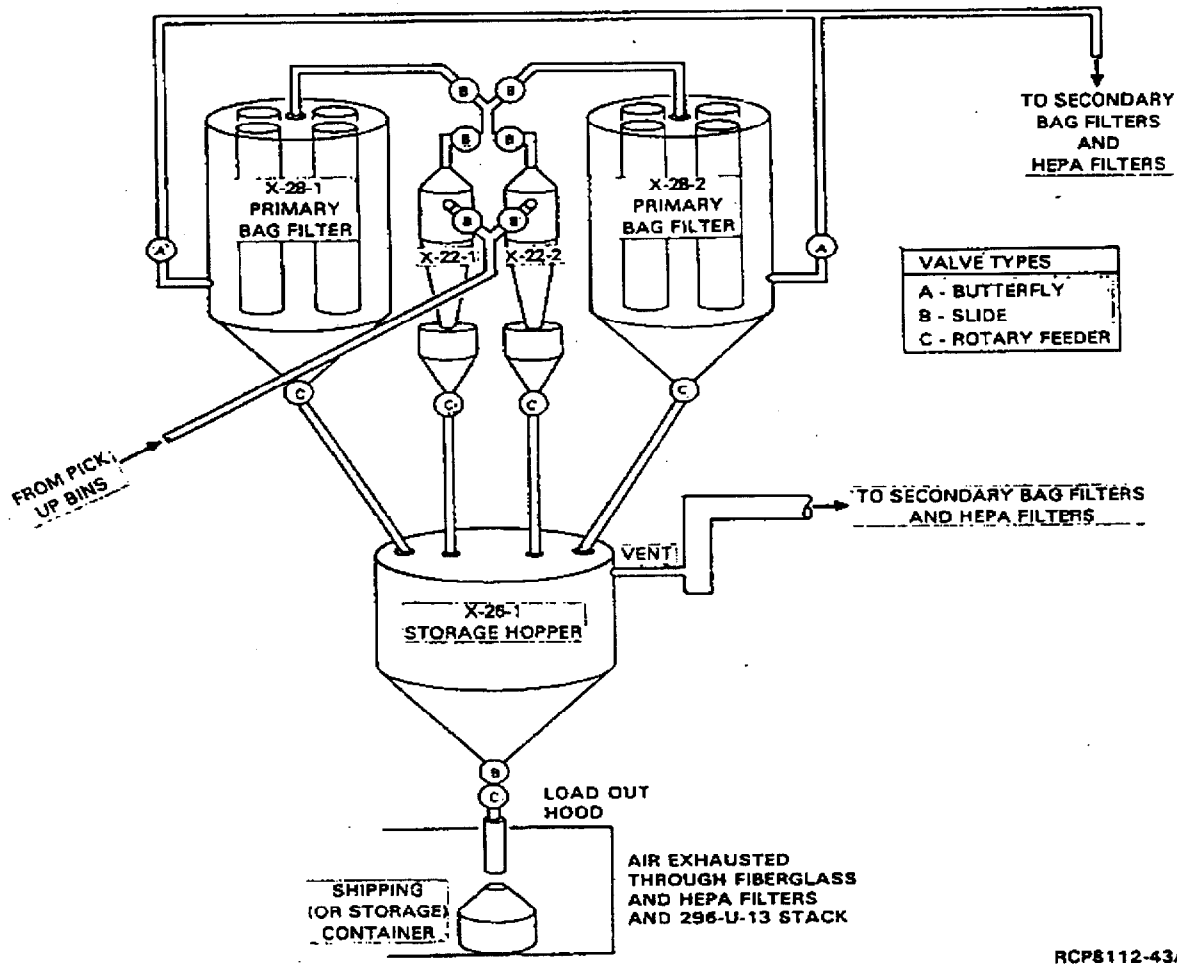 TO SECONDARY
BAG FILTERS
AND
HEPA FILTERS
B
B
B
B
X-28-1
PRIMARY
BAG FILTER
X-28-2
PRIMARY
BAG FILTER
B
B
A
A
X-22-1
X-22-2
VALVE TYPES
A - BUTTERFLY
B - SLIDE
C - ROTARY FEEDER
C
C
C
C
FROM PICK
UP BINS
TO SECONDARY BAG FILTERS
AND HEPA FILTERS
VENT
X-26-1
STORAGE HOPPER
B
C
LOAD OUT
HOOD
AIR EXHAUSTED
THROUGH FIBERGLASS
AND HEPA FILTERS
AND 296-U-13 STACK
SHIPPING
(OR STORAGE)
CONTAINER